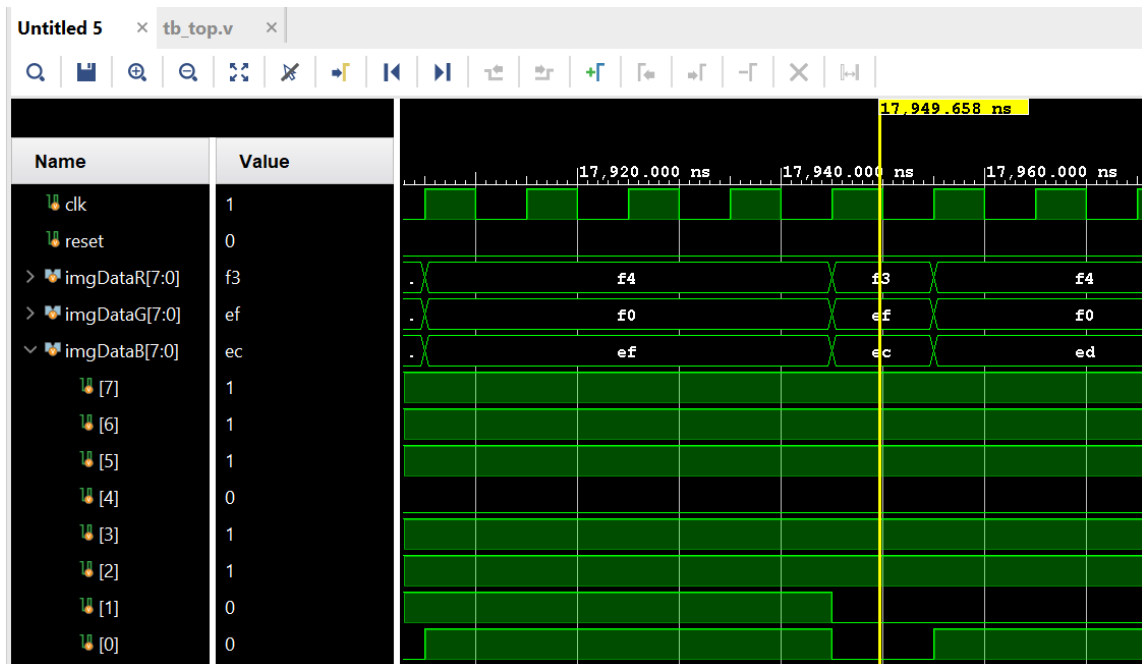 Untitled 5 × tb_top.v ×
17,949.658 ns
Name Value
17,920.000 ns 17,940.000 ns 17,960.000 ns
clk 1
reset 0
> imgDataR[7:0] f3 . f4 f3 f4
> imgDataG[7:0] ef . f0 ef f0
imgDataB[7:0] ec . ef ec ed
[7] 1
[6] 1
[5] 1
[4] 0
[3] 1
[2] 1
[1] 0
[0] 0